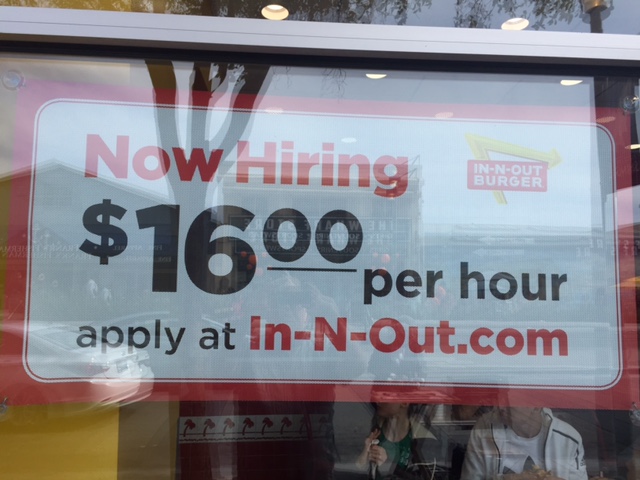 Now Hiring
IN-N-OUT
BURGER
$16.00 per hour
apply at In-N-Out.com